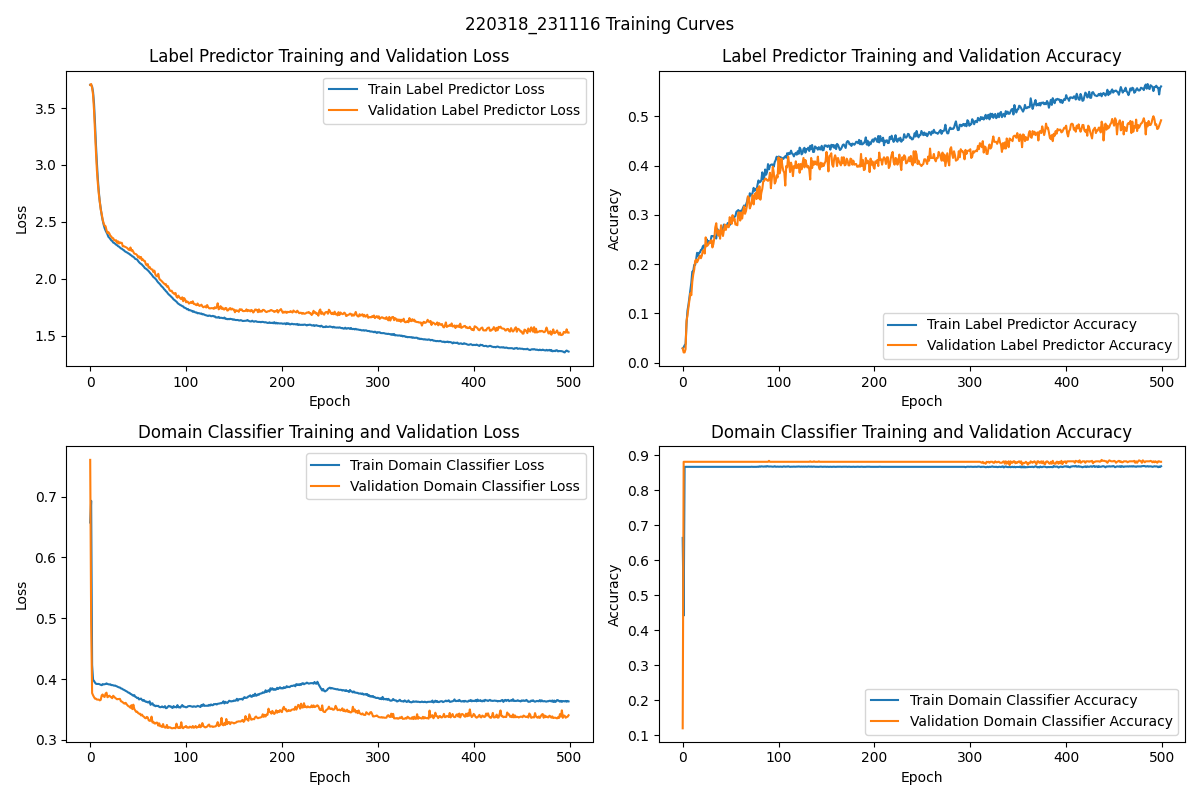 220318_231116 Training Curves
Label Predictor Training and Validation Loss
3.5
3.0
2.5
2.0
1.5
Loss
Train Label Predictor Loss
Validation Label Predictor Loss
0 100 200 300 400 500
Epoch
Label Predictor Training and Validation Accuracy
0.5
0.4
0.3
0.2
0.1
0.0
Accuracy
Train Label Predictor Accuracy
Validation Label Predictor Accuracy
0 100 200 300 400 500
Epoch
Domain Classifier Training and Validation Loss
0.7
0.6
0.5
0.4
0.3
Loss
Train Domain Classifier Loss
Validation Domain Classifier Loss
0 100 200 300 400 500
Epoch
Domain Classifier Training and Validation Accuracy
0.9
0.8
0.7
0.6
0.5
0.4
0.3
0.2
0.1
Accuracy
Train Domain Classifier Accuracy
Validation Domain Classifier Accuracy
0 100 200 300 400 500
Epoch